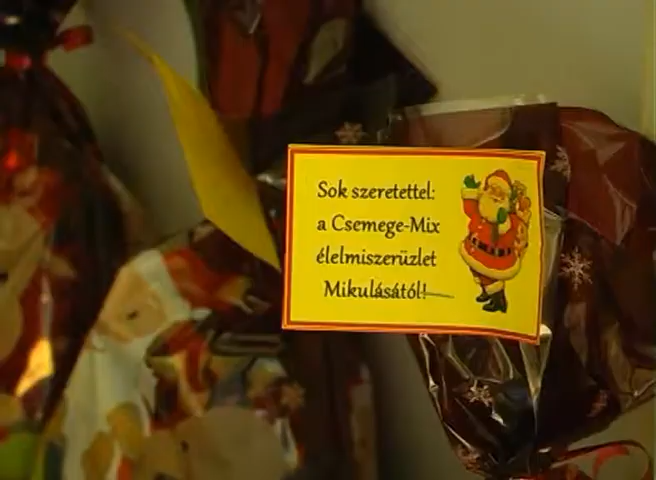 Sok szeretettel:
a Csemege-Mix
élelmiszerüzlet
Mikulásától!